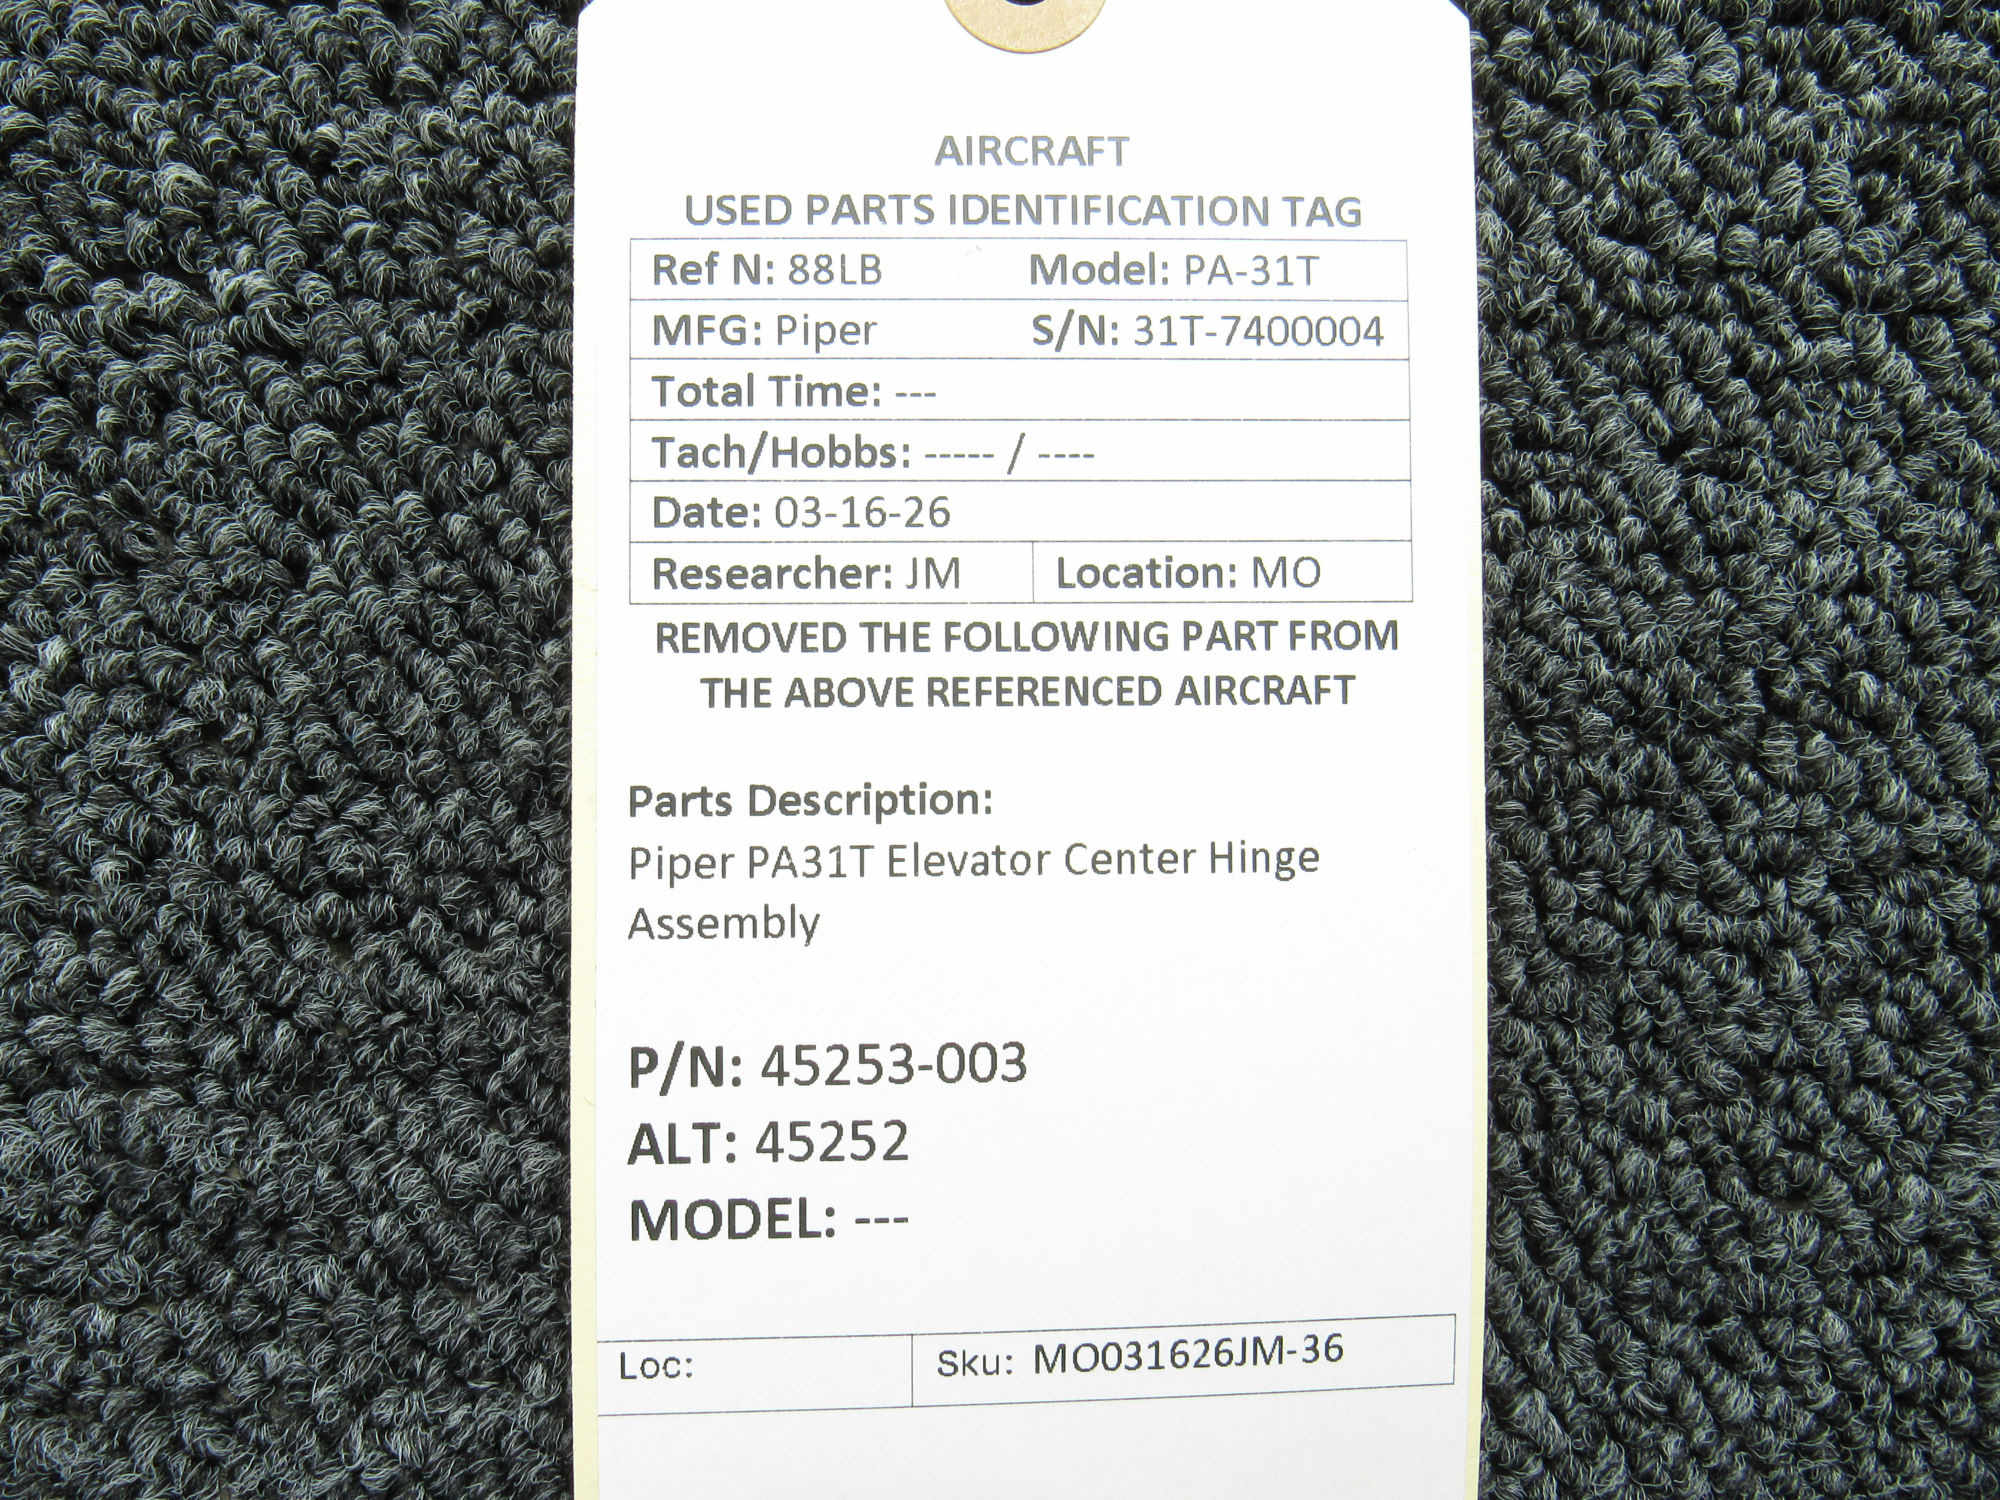 AIRCRAFT
USED PARTS IDENTIFICATION TAG
Ref N: 88LB Model: PA-31T
MFG: Piper S/N: 31T-7400004
Total Time: ---
Tach/Hobbs: ----- / ----
Date: 03-16-26
Researcher: JM Location: MO
REMOVED THE FOLLOWING PART FROM
THE ABOVE REFERENCED AIRCRAFT
Parts Description:
Piper PA31T Elevator Center Hinge
Assembly
P/N: 45253-003
ALT: 45252
MODEL: ---
Loc: Sku: MO031626JM-36